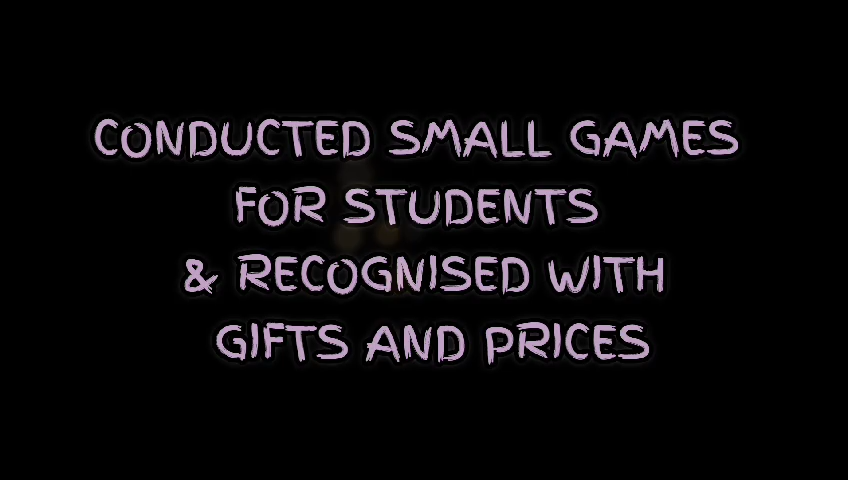 CONDUCTED SMALL GAMES
FOR STUDENTS
& RECOGNISED WITH
GIFTS AND PRICES